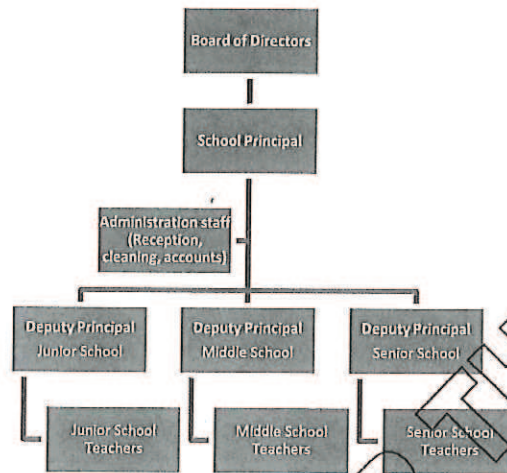 Board of Directors
School Principal
Administration staff
(Reception,
cleaning, accounts)
Deputy Principal
Junior School
Deputy Principal
Middle School
Deputy Principal
Senior School
Junior School
Teachers
Middle School
Teachers
Senior School
Teachers